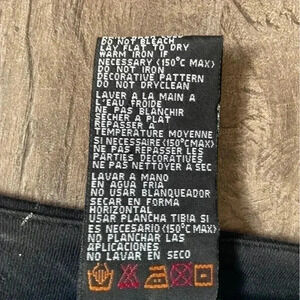 DO NOT BLEACH
LAY FLAT TO DRY
WARM IRON IF
NECESSARY (150°C MAX)
DO NOT IRON
DECORATIVE PATTERN
DO NOT DRYCLEAN
LAVER A LA MAIN A
L'EAU FROIDE
NE PAS BLANCHIR
SÉCHER A PLAT
REPASSER A
TEMPÉRATURE MOYENNE
SI NECESSAIRE (150°CMAX)
NE PAS REPASSER LES
PARTIES DECORATIVES
NE PAS NETTOYER A SEC
LAVAR A MANO
EN AGUA FRIA
NO USAR BLANQUEADOR
SECAR EN FORMA
HORIZONTAL
USAR PLANCHA TIBIA SI
ES NECESARIO (150°C MAX)
NO PLANCHAR LAS
APLICACIONES
NO LAVAR EN SECO